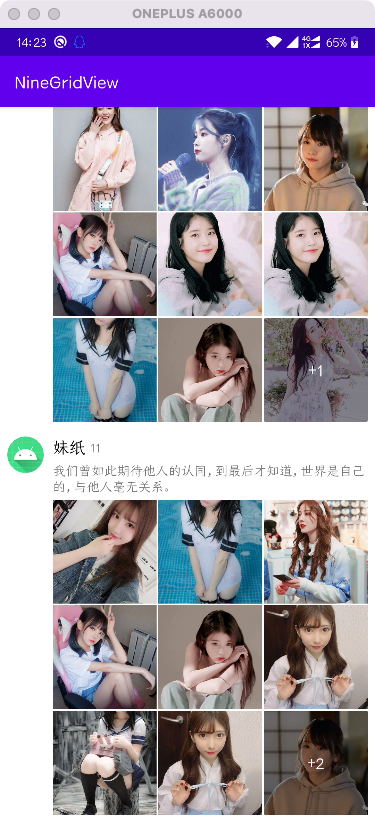 ONEPLUS A6000
14:23
4G
1X
65%
NineGridView
+1
妹纸 11
我们曾如此期待他人的认同, 到最后才知道, 世界是自己
的, 与他人毫无关系。
+2